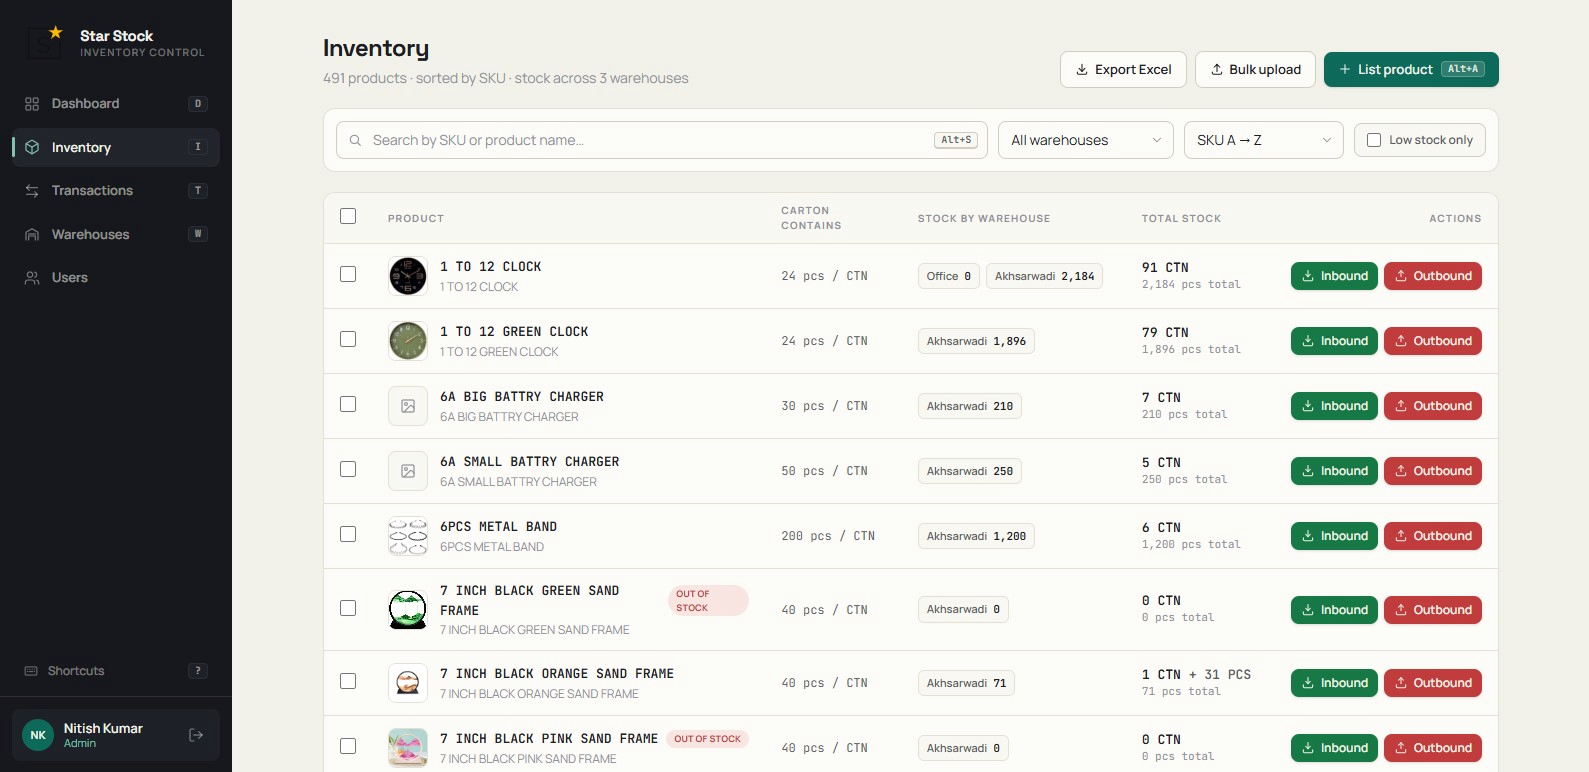 Star Stock
INVENTORY CONTROL
Dashboard D
Inventory I
Transactions T
Warehouses W
Users
Shortcuts ?
NK
Nitish Kumar
Admin
Inventory
491 products · sorted by SKU · stock across 3 warehouses
Export Excel
Bulk upload
+ List product Alt+A
Search by SKU or product name... Alt+S
All warehouses
SKU A → Z
Low stock only
PRODUCT
CARTON
CONTAINS
STOCK BY WAREHOUSE
TOTAL STOCK
ACTIONS
1 TO 12 CLOCK
1 TO 12 CLOCK
24 pcs / CTN
Office 0 Akhsarwadi 2,184
91 CTN
2,184 pcs total
Inbound Outbound
1 TO 12 GREEN CLOCK
1 TO 12 GREEN CLOCK
24 pcs / CTN
Akhsarwadi 1,896
79 CTN
1,896 pcs total
Inbound Outbound
6A BIG BATTRY CHARGER
6A BIG BATTRY CHARGER
30 pcs / CTN
Akhsarwadi 210
7 CTN
210 pcs total
Inbound Outbound
6A SMALL BATTRY CHARGER
6A SMALL BATTRY CHARGER
50 pcs / CTN
Akhsarwadi 250
5 CTN
250 pcs total
Inbound Outbound
6PCS METAL BAND
6PCS METAL BAND
200 pcs / CTN
Akhsarwadi 1,200
6 CTN
1,200 pcs total
Inbound Outbound
7 INCH BLACK GREEN SAND
FRAME
OUT OF
STOCK
7 INCH BLACK GREEN SAND FRAME
40 pcs / CTN
Akhsarwadi 0
0 CTN
0 pcs total
Inbound Outbound
7 INCH BLACK ORANGE SAND FRAME
7 INCH BLACK ORANGE SAND FRAME
40 pcs / CTN
Akhsarwadi 71
1 CTN + 31 PCS
71 pcs total
Inbound Outbound
7 INCH BLACK PINK SAND FRAME OUT OF STOCK
7 INCH BLACK PINK SAND FRAME
40 pcs / CTN
Akhsarwadi 0
0 CTN
0 pcs total
Inbound Outbound